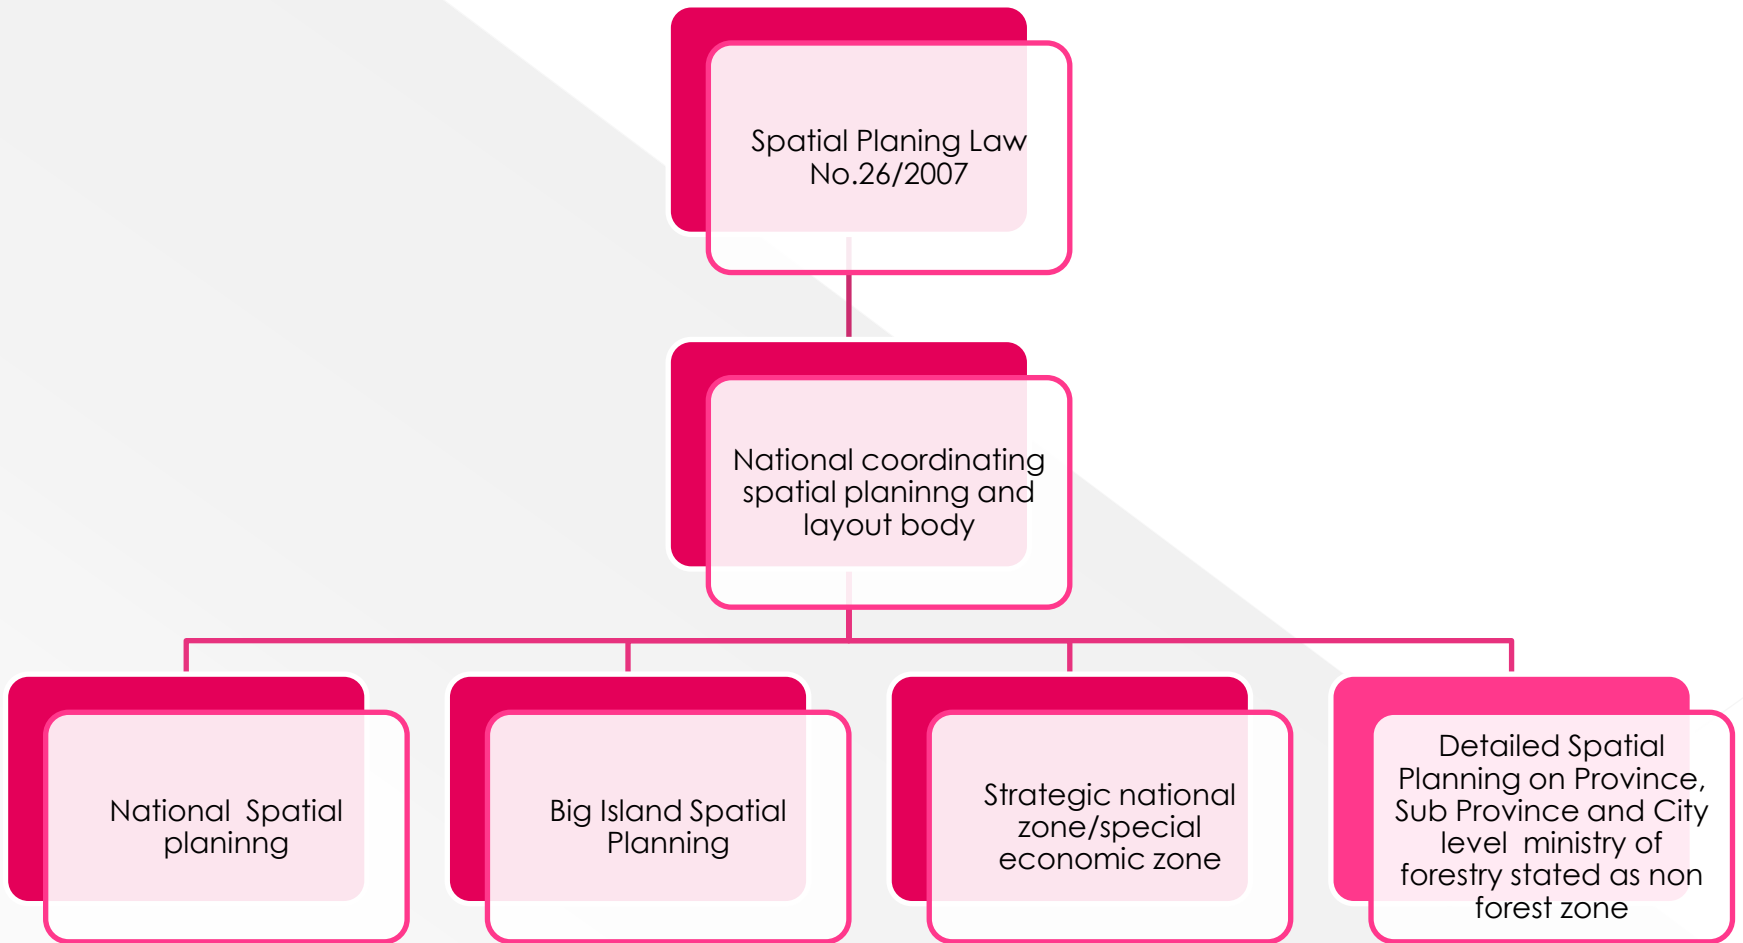 Spatial Planing Law
No.26/2007
National coordinating
spatial planinng and
layout body
National Spatial
planinng
Big Island Spatial
Planning
Strategic national
zone/special
economic zone
Detailed Spatial
Planning on Province,
Sub Province and City
level ministry of
forestry stated as non
forest zone